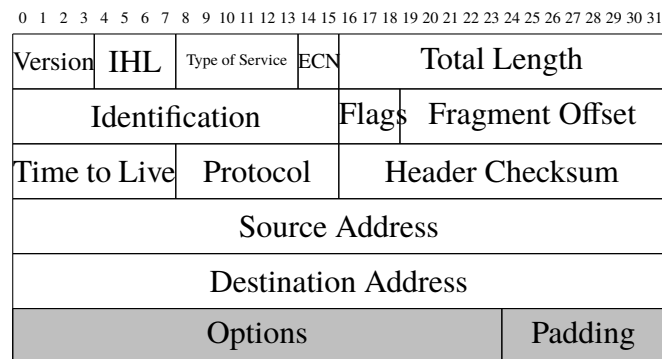 0 1 2 3 4 5 6 7 8 9 10 11 12 13 14 15 16 17 18 19 20 21 22 23 24 25 26 27 28 29 30 31
Version IHL Type of Service ECN Total Length
Identification Flags Fragment Offset
Time to Live Protocol Header Checksum
Source Address
Destination Address
Options Padding